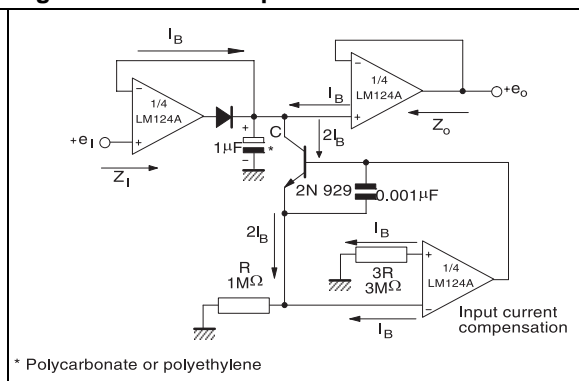 I_B
1/4
LM124A
+e_I
Z_I
+
-
1µF
*
C
2I_B
2N 929
0.001µF
I_B
1/4
LM124A
+e_o
Z_o
2I_B
R
1MΩ
I_B
3R
3MΩ
1/4
LM124A
I_B
Input current
compensation
* Polycarbonate or polyethylene